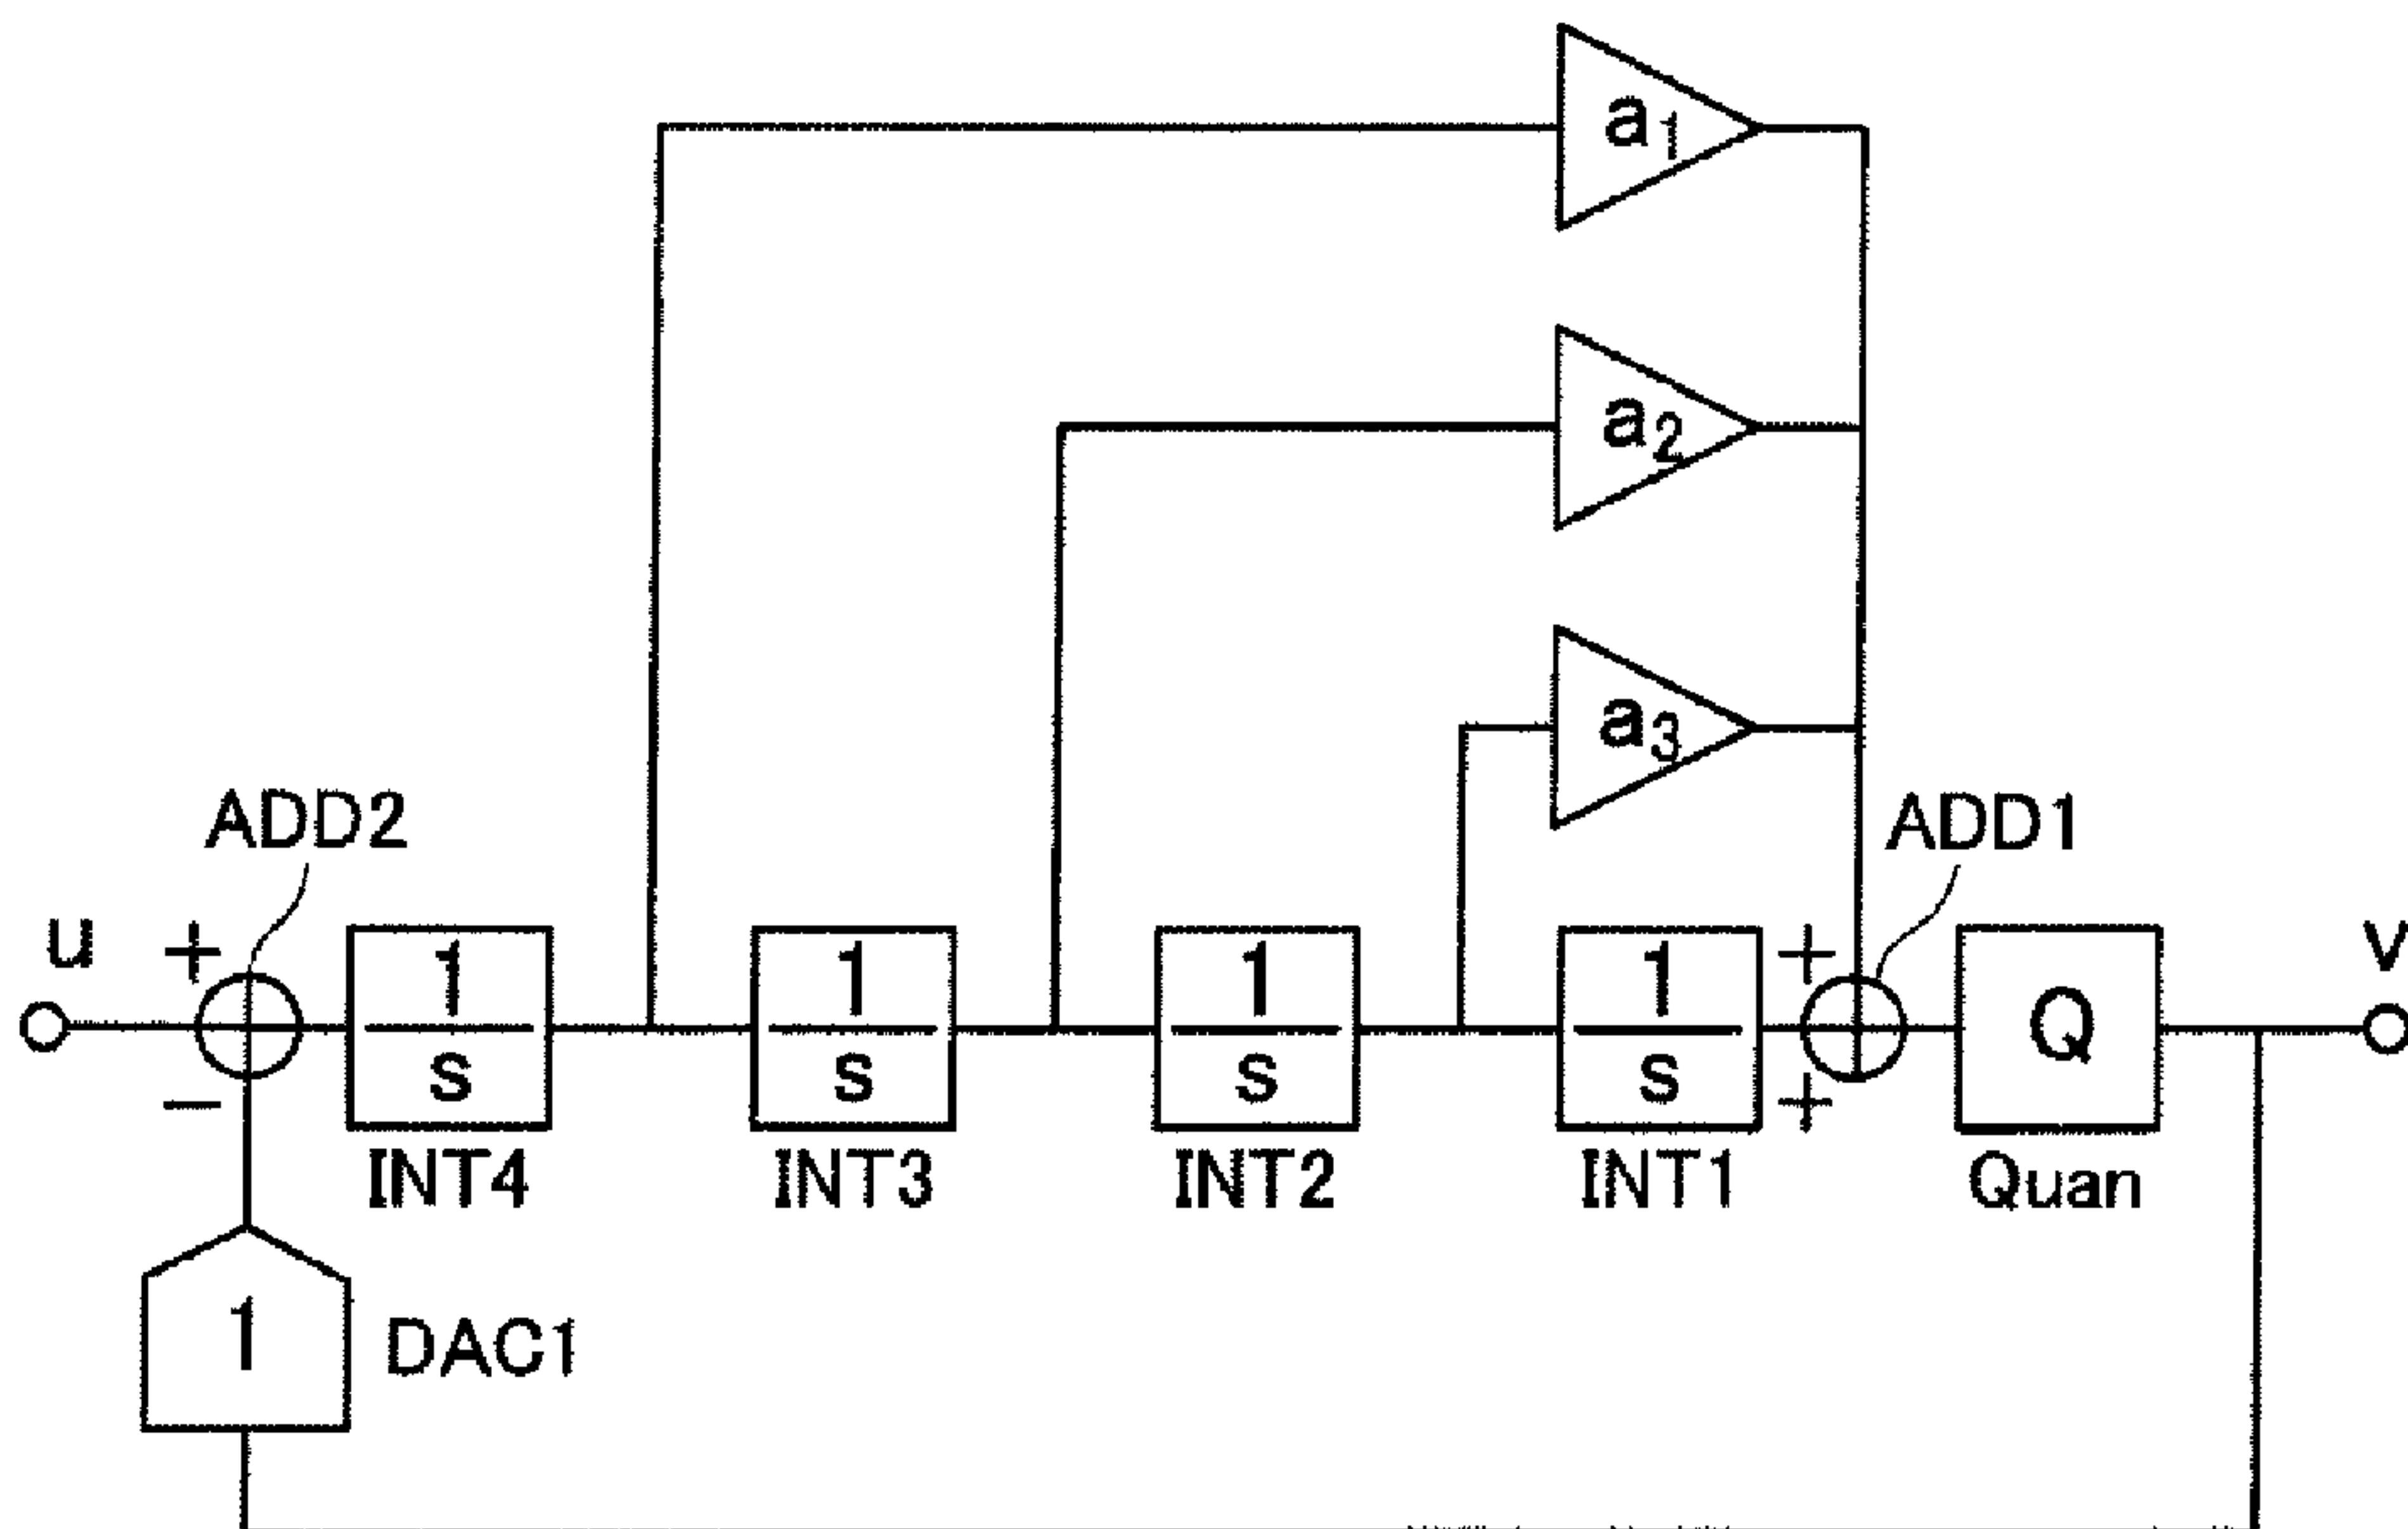 a1
a2
a3
ADD2
ADD1
u
+
−
1
s
1
s
1
s
1
s
+
+
Q
v
INT4
INT3
INT2
INT1
Quan
1
DAC1